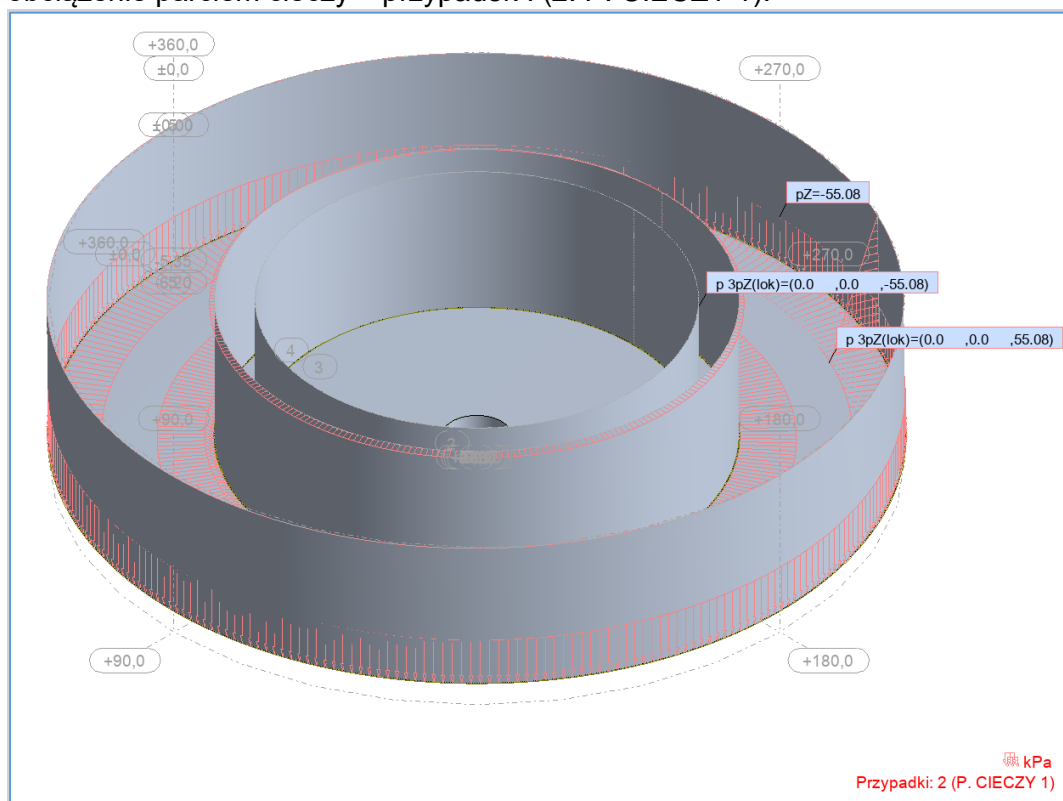 +360,0
±0,0
+270,0
pZ=-55.08
+360,0
±0,0
+270,0
p 3pZ(lok)=(0.0 ,0.0 ,-55.08)
p 3pZ(lok)=(0.0 ,0.0 ,55.08)
4
3
+90,0
+180,0
2
+90,0
+180,0
kPa
Przypadki: 2 (P. CIECZY 1)